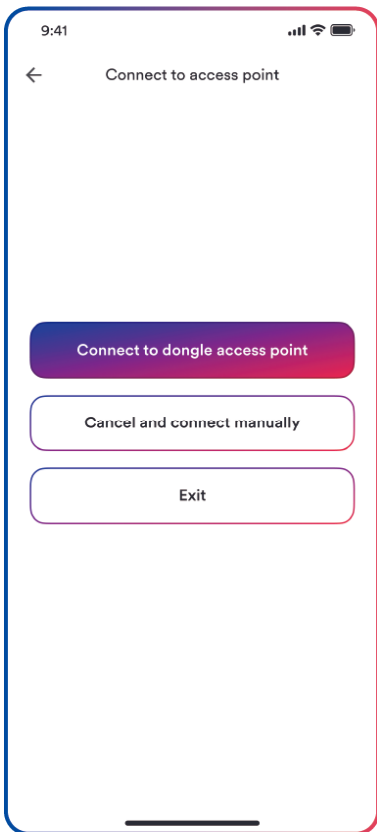 9:41
Connect to access point
Connect to dongle access point
Cancel and connect manually
Exit